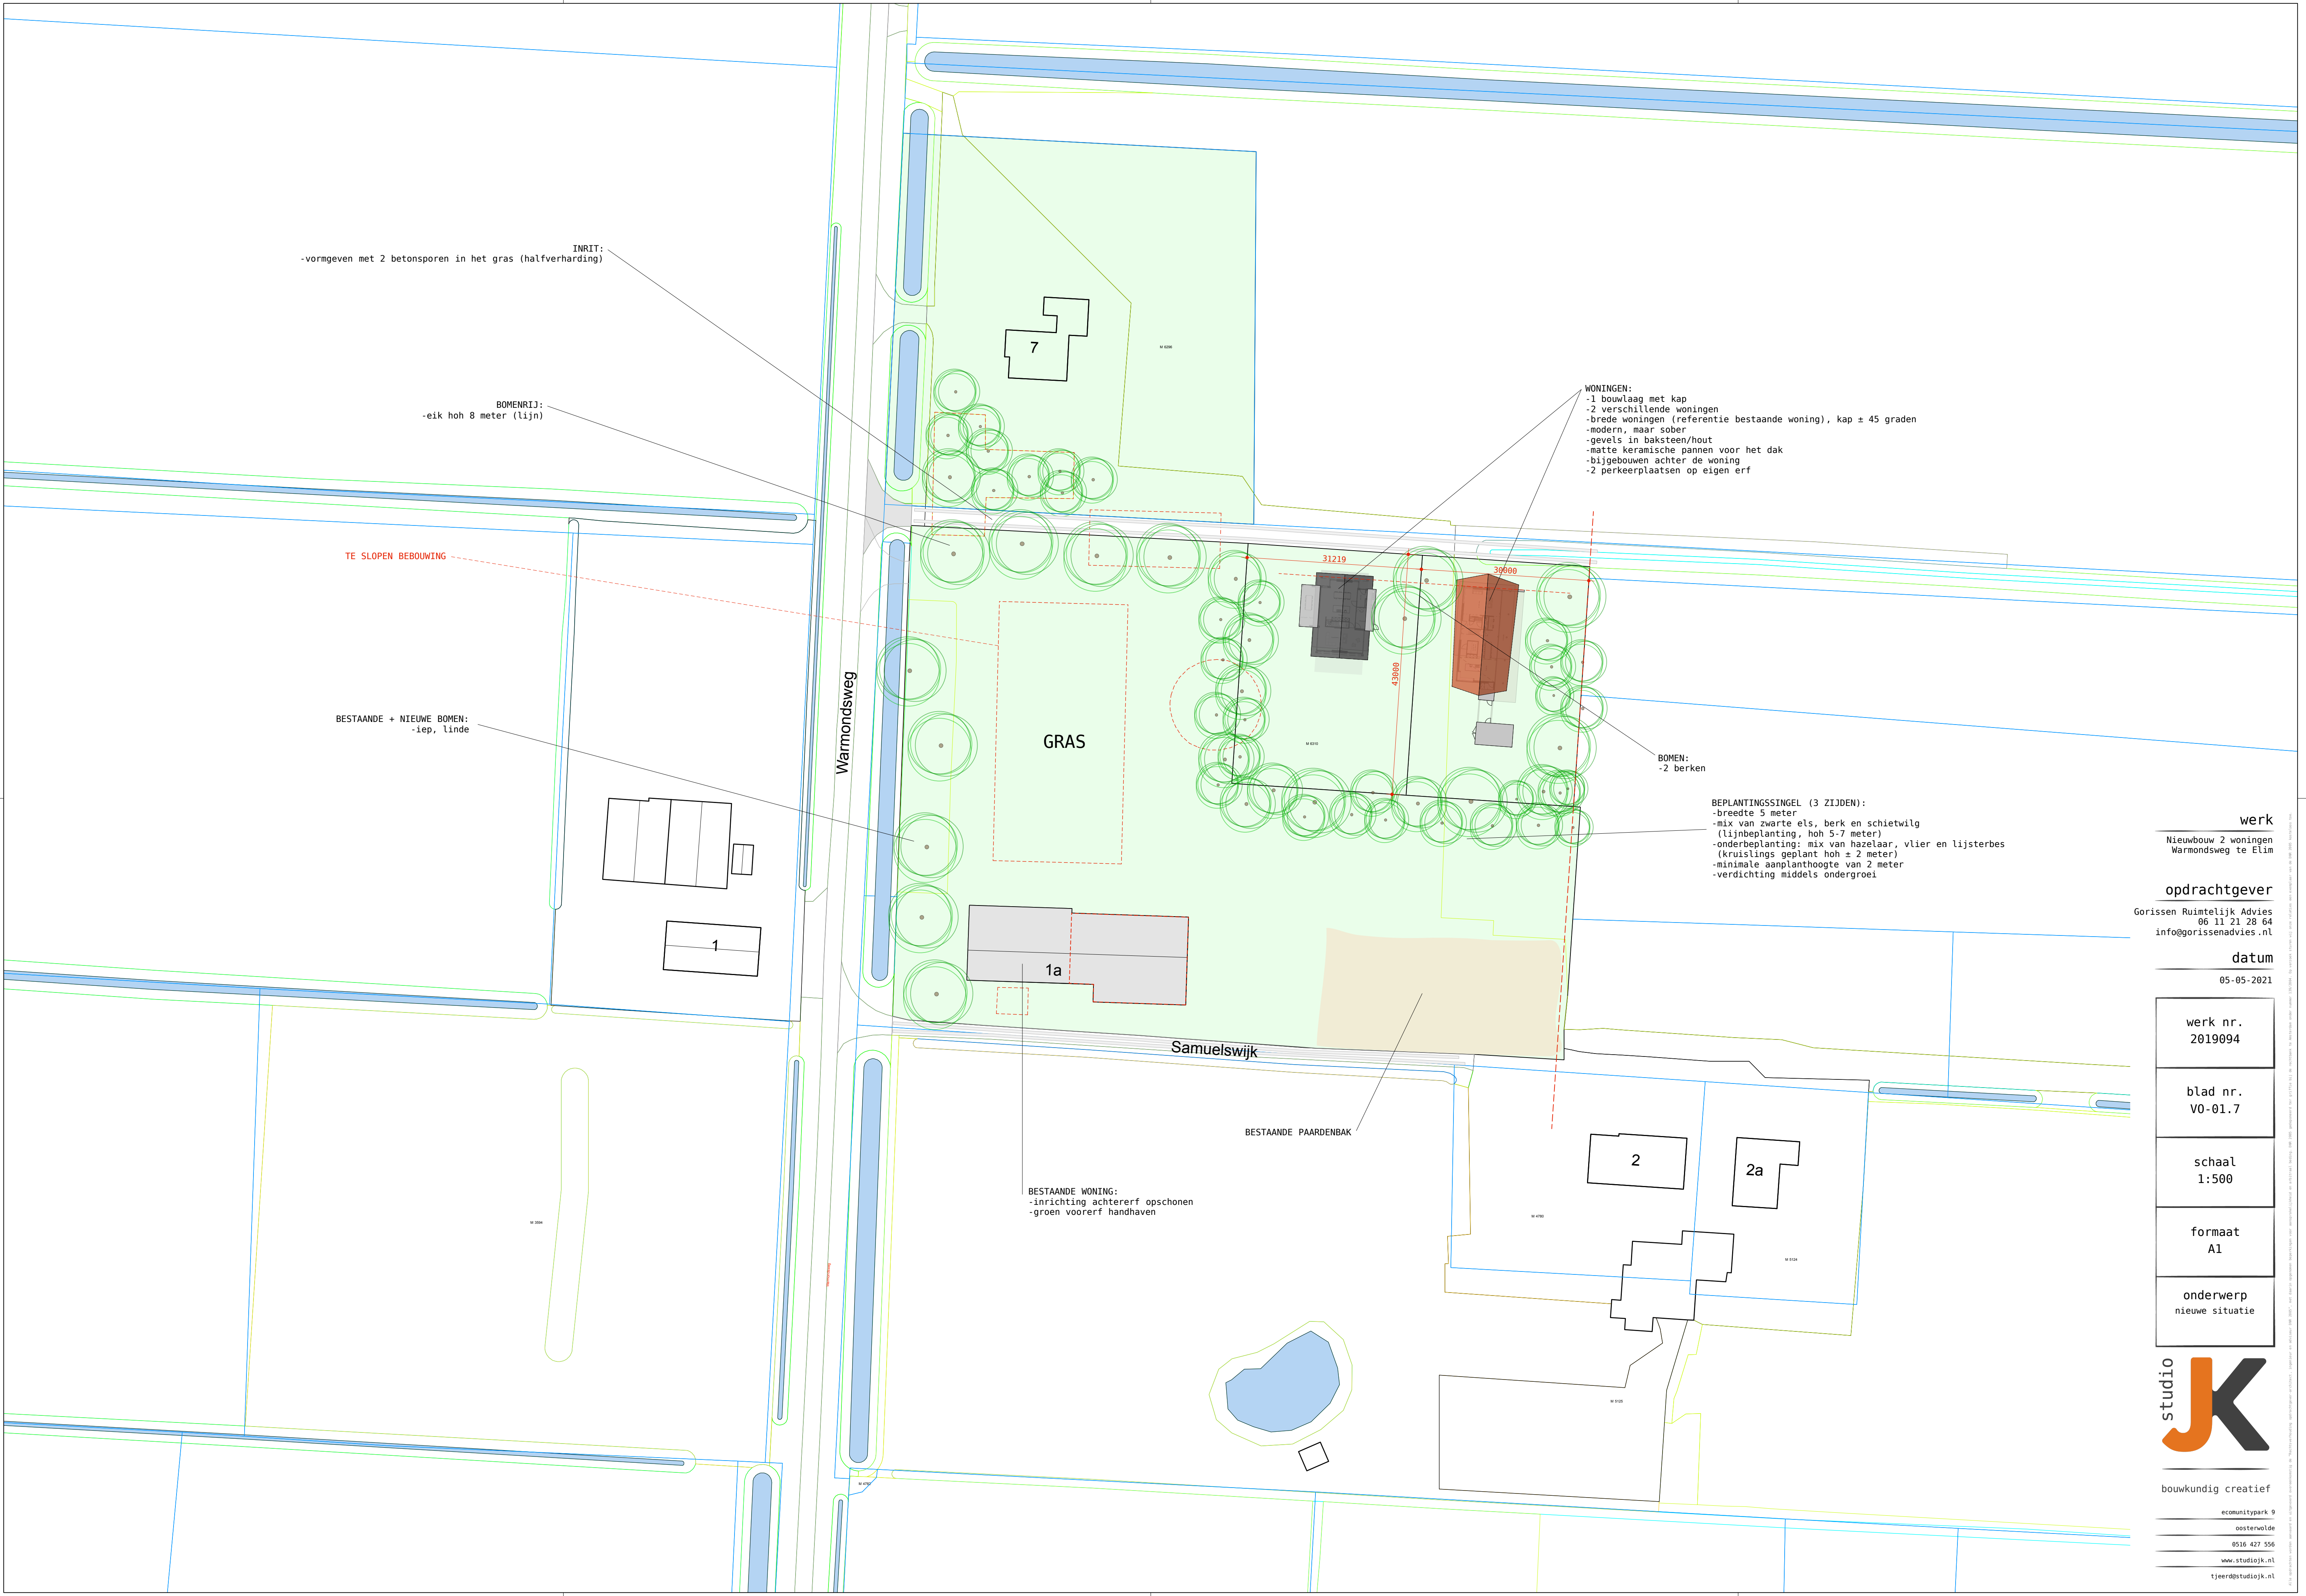 INRIT:
-vormgeven met 2 betonsporen in het gras (halfverharding)
BOMENRIJ:
-eik hoh 8 meter (lijn)
TE SLOPEN BEBOUWING
BESTAANDE + NIEUWE BOMEN:
-iep, linde
Warmondsweg
7
M 6286
WONINGEN:
-1 bouwlaag met kap
-2 verschillende woningen
-brede woningen (referentie bestaande woning), kap ± 45 graden
-modern, maar sober
-gevels in baksteen/hout
-matte keramische pannen voor het dak
-bijgebouwen achter de woning
-2 perkeerplaatsen op eigen erf
31219
30000
43000
GRAS
M 6310
BOMEN:
-2 berken
BEPLANTINGSSINGEL (3 ZIJDEN):
-breedte 5 meter
-mix van zwarte els, berk en schietwilg
(lijnbeplanting, hoh 5-7 meter)
-onderbeplanting: mix van hazelaar, vlier en lijsterbes
(kruislings geplant hoh ± 2 meter)
-minimale aanplanthoogte van 2 meter
-verdichting middels ondergroei
1
1a
Samuelswijk
BESTAANDE PAARDENBAK
BESTAANDE WONING:
-inrichting achtererf opschonen
-groen voorerf handhaven
2
2a
M 4780
M 5124
M 5125
M 3694
werk
Nieuwbouw 2 woningen
Warmondsweg te Elim
opdrachtgever
Gorissen Ruimtelijk Advies
06 11 21 28 64
info@gorissenadvies.nl
datum
05-05-2021
werk nr.
2019094
blad nr.
VO-01.7
schaal
1:500
formaat
A1
onderwerp
nieuwe situatie
studio
JK
bouwkundig creatief
ecomunitypark 9
oosterwolde
0516 427 556
www.studiojk.nl
tjeerd@studiojk.nl